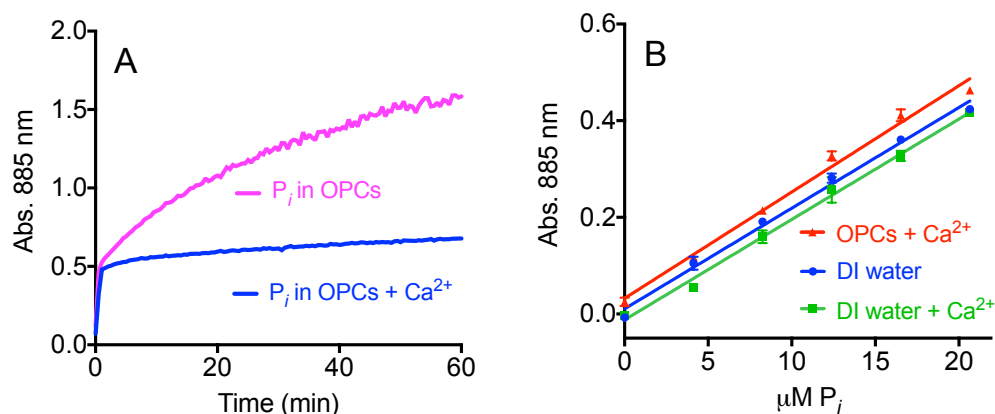 A
Abs. 885 nm
2.0
1.5
1.0
0.5
0.0
P𝑖 in OPCs
P𝑖 in OPCs + Ca²⁺
0 20 40 60
Time (min)
B
Abs. 885 nm
0.6
0.4
0.2
0.0
OPCs + Ca²⁺
DI water
DI water + Ca²⁺
0 5 10 15 20
μM P𝑖